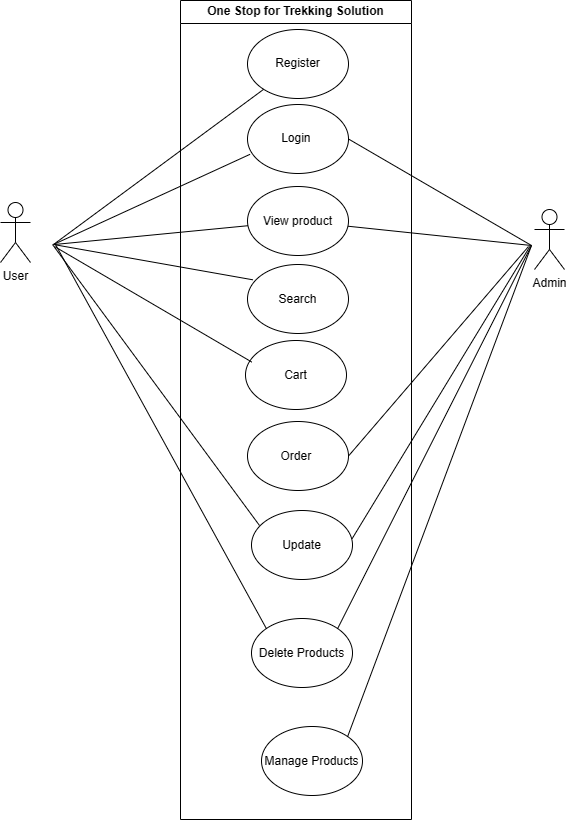 One Stop for Trekking Solution
Register
Login
View product
Search
Cart
Order
Update
Delete Products
Manage Products
User
Admin